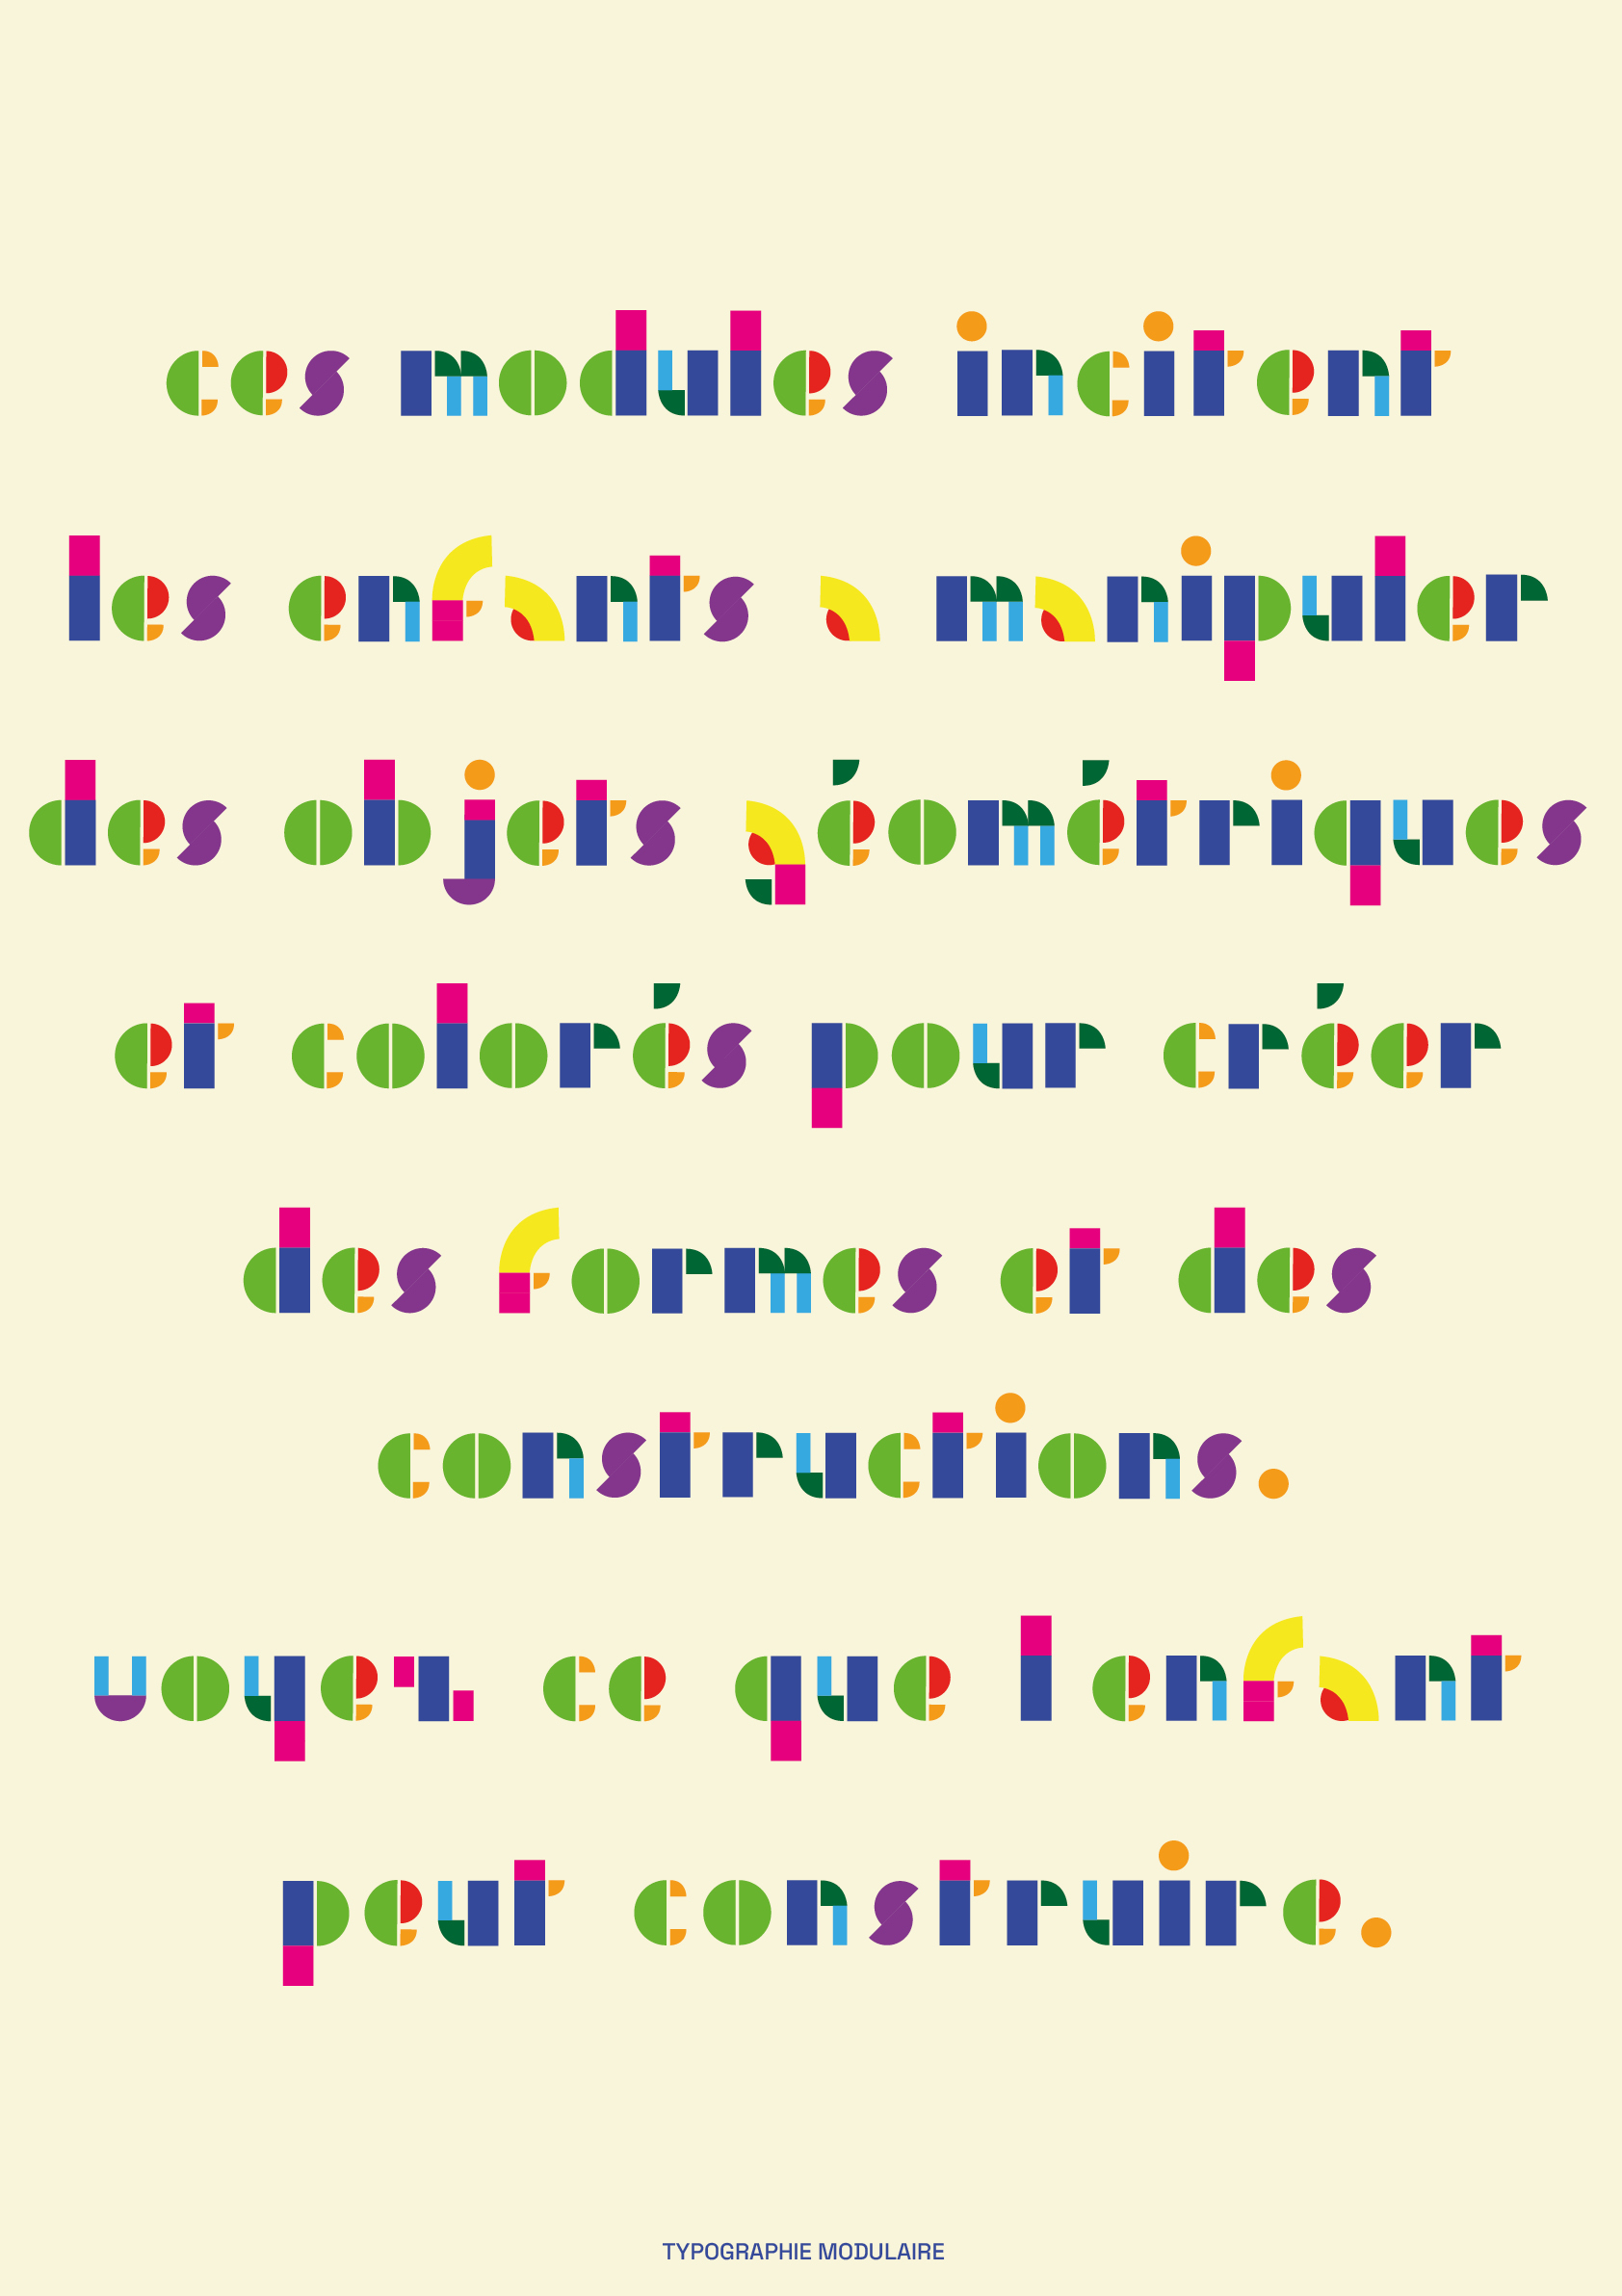 ces modules incitent
les enfants a manipuler
des objets géométriques
et colorés pour créer
des formes et des
constructions.
voyez ce que l enfant
peut construire.
TYPOGRAPHIE MODULAIRE